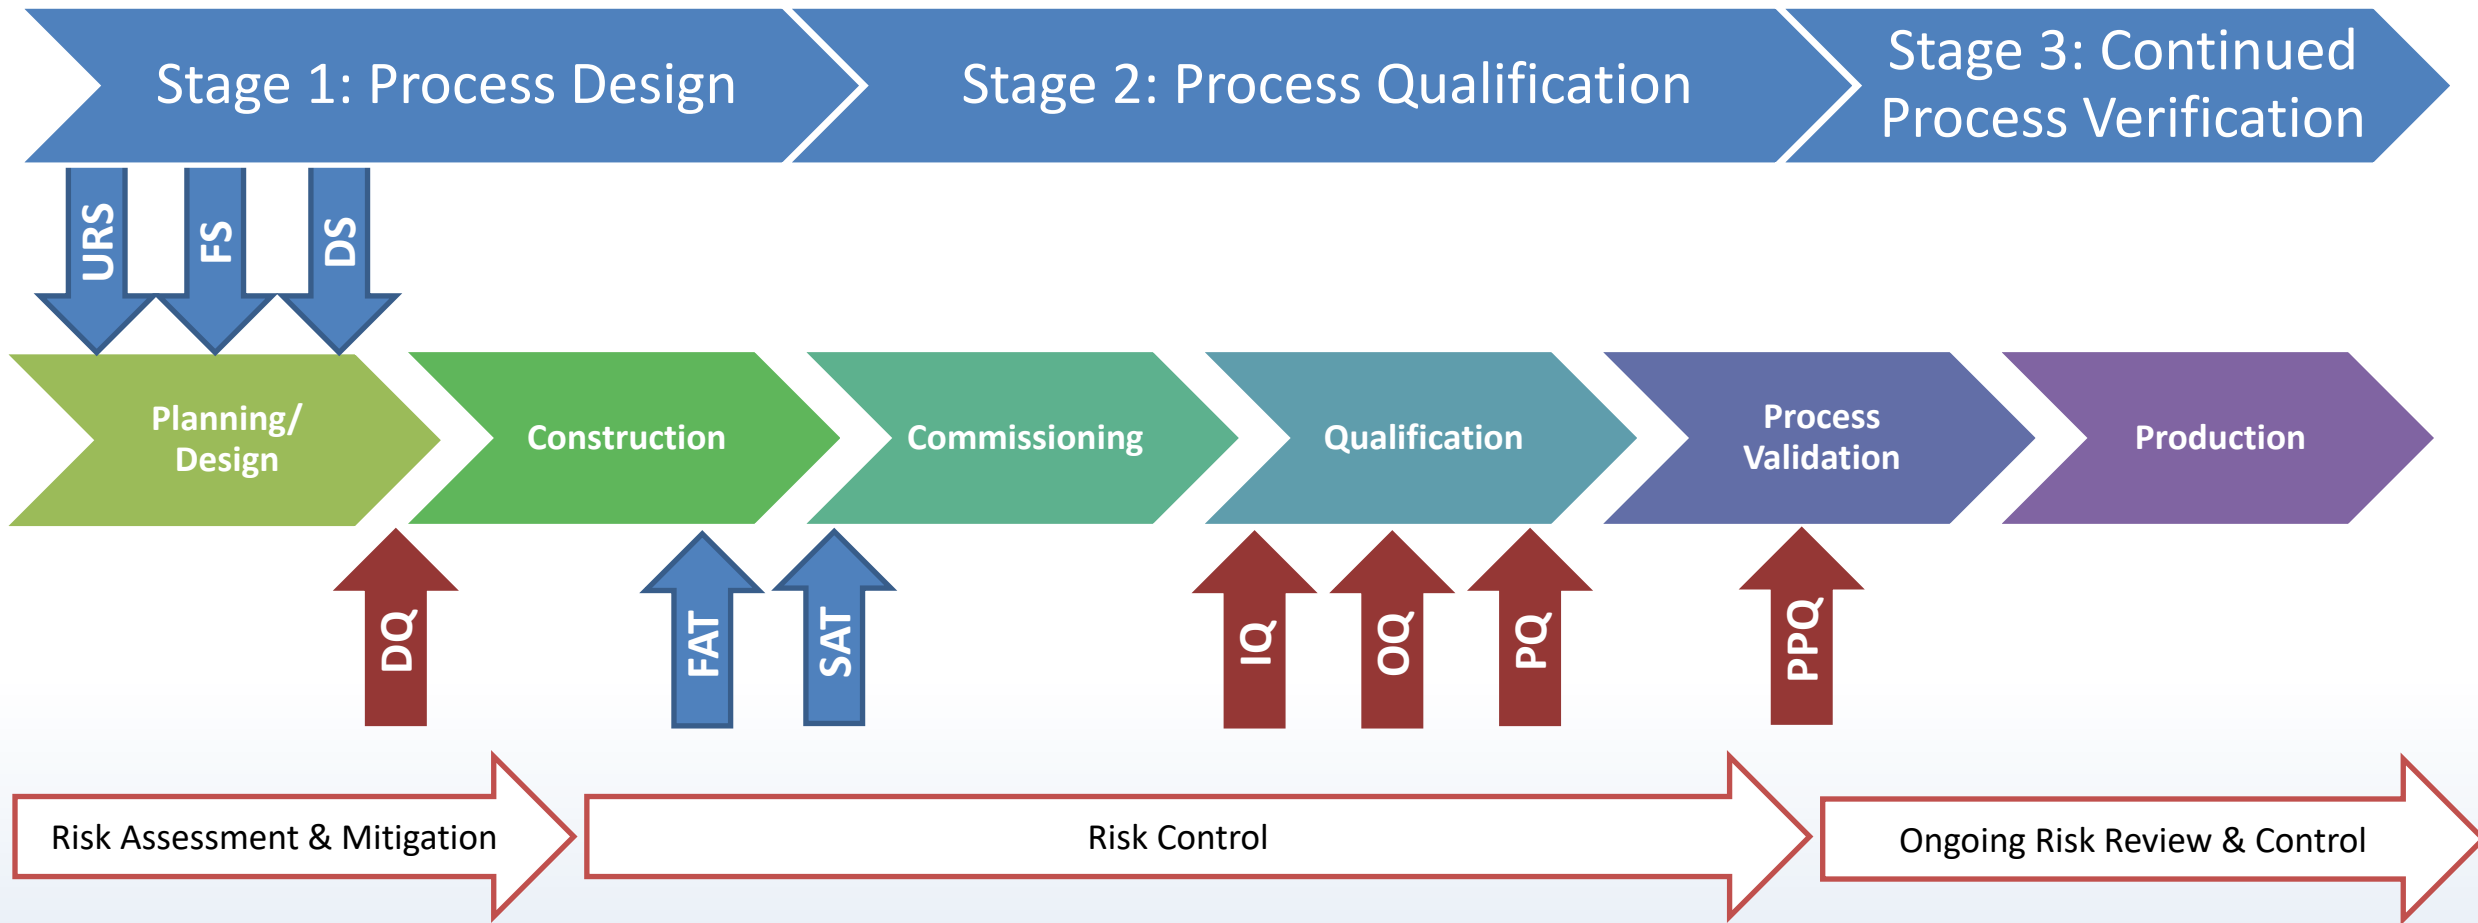 Stage 1: Process Design
Stage 2: Process Qualification
Stage 3: Continued
Process Verification
URS
FS
DS
Planning/
Design
Construction
Commissioning
Qualification
Process
Validation
Production
DQ
FAT
SAT
IQ
OQ
PQ
PPQ
Risk Assessment & Mitigation
Risk Control
Ongoing Risk Review & Control